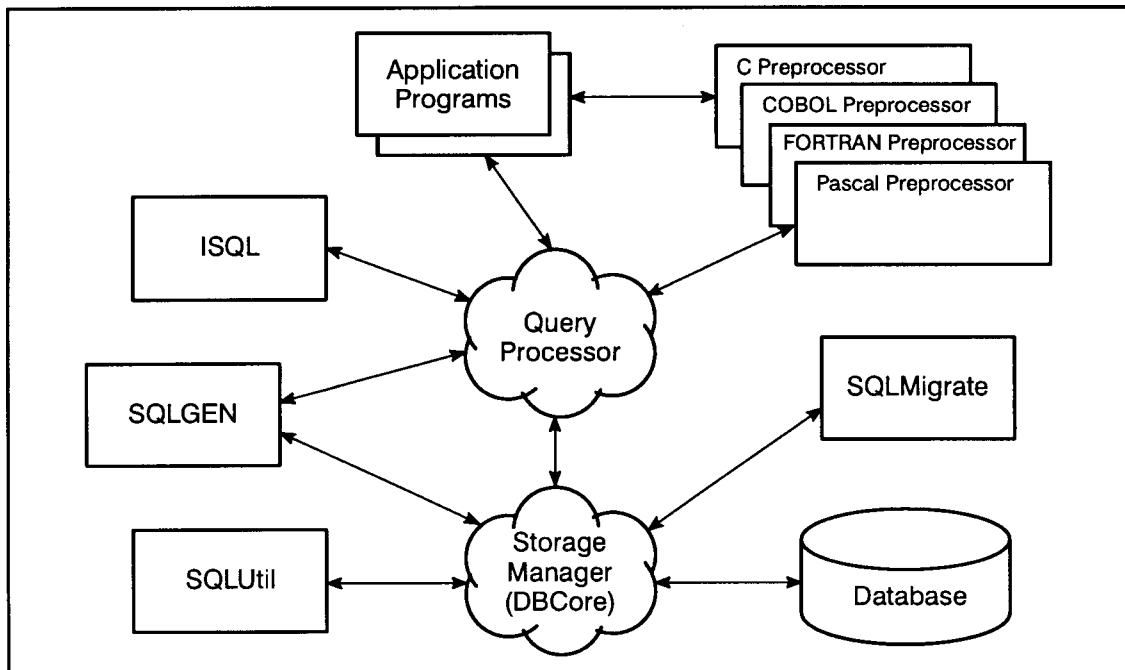 Application
Programs
C Preprocessor
COBOL Preprocessor
FORTRAN Preprocessor
Pascal Preprocessor
ISQL
Query
Processor
SQLGEN
SQLMigrate
SQLUtil
Storage
Manager
(DBCore)
Database